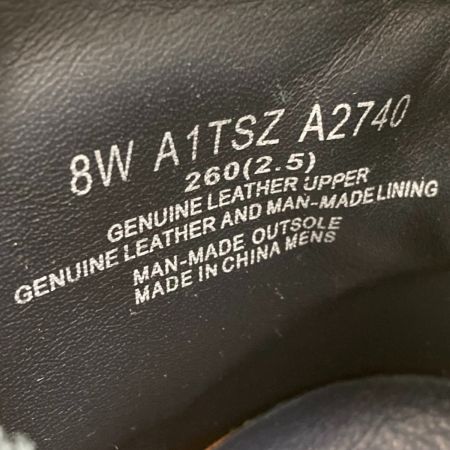 8W A1TSZ A2740
260(2.5)
GENUINE LEATHER UPPER
GENUINE LEATHER AND MAN-MADE LINING
MAN-MADE OUTSOLE
MADE IN CHINA MENS